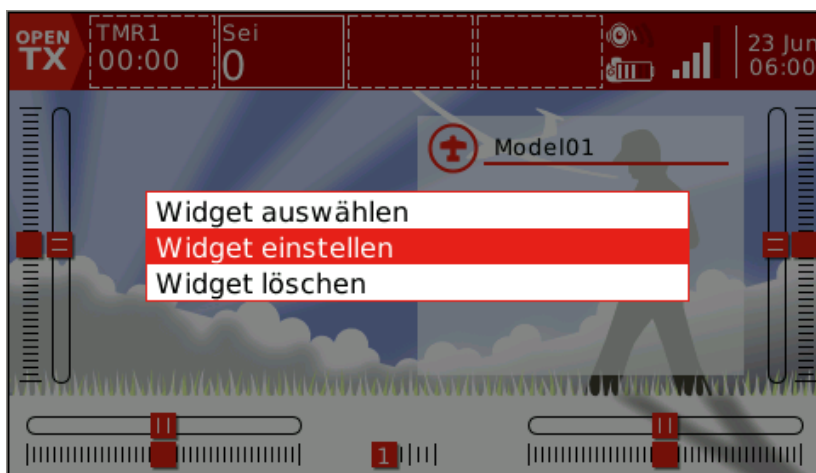 OPEN
TX
TMR1
00:00
Sei
0
23 Jun
06:00
Model01
Widget auswählen
Widget einstellen
Widget löschen
1